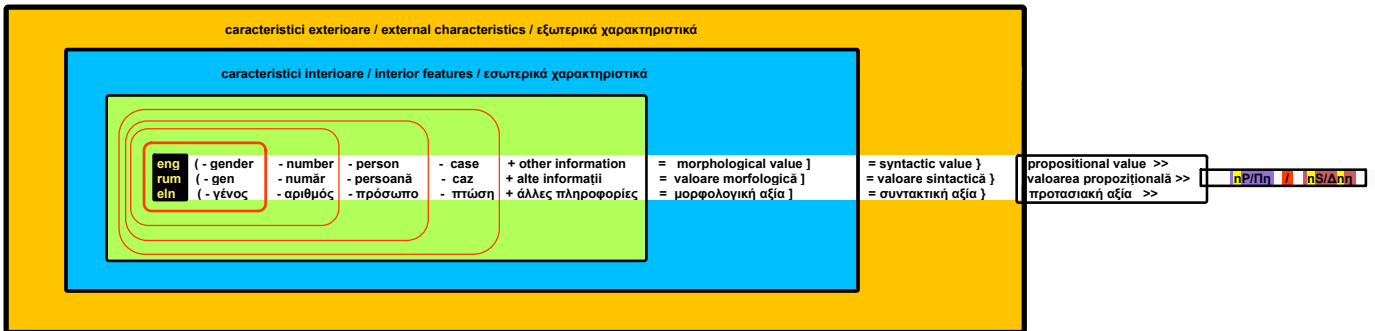 caracteristici exterioare / external characteristics / εξωτερικά χαρακτηριστικά
caracteristici interioare / interior features / εσωτερικά χαρακτηριστικά
eng ( - gender - number - person - case + other information = morphological value ] = syntactic value } propositional value >>
rum ( - gen - număr - persoană - caz + alte informații = valoare morfologică ] = valoare sintactică } valoarea propozițională >> nP/Πη / nS/Δνη
eln ( - γένος - αριθμός - πρόσωπο - πτώση + άλλες πληροφορίες = μορφολογική αξία ] = συντακτική αξία } προτασιακή αξία >>